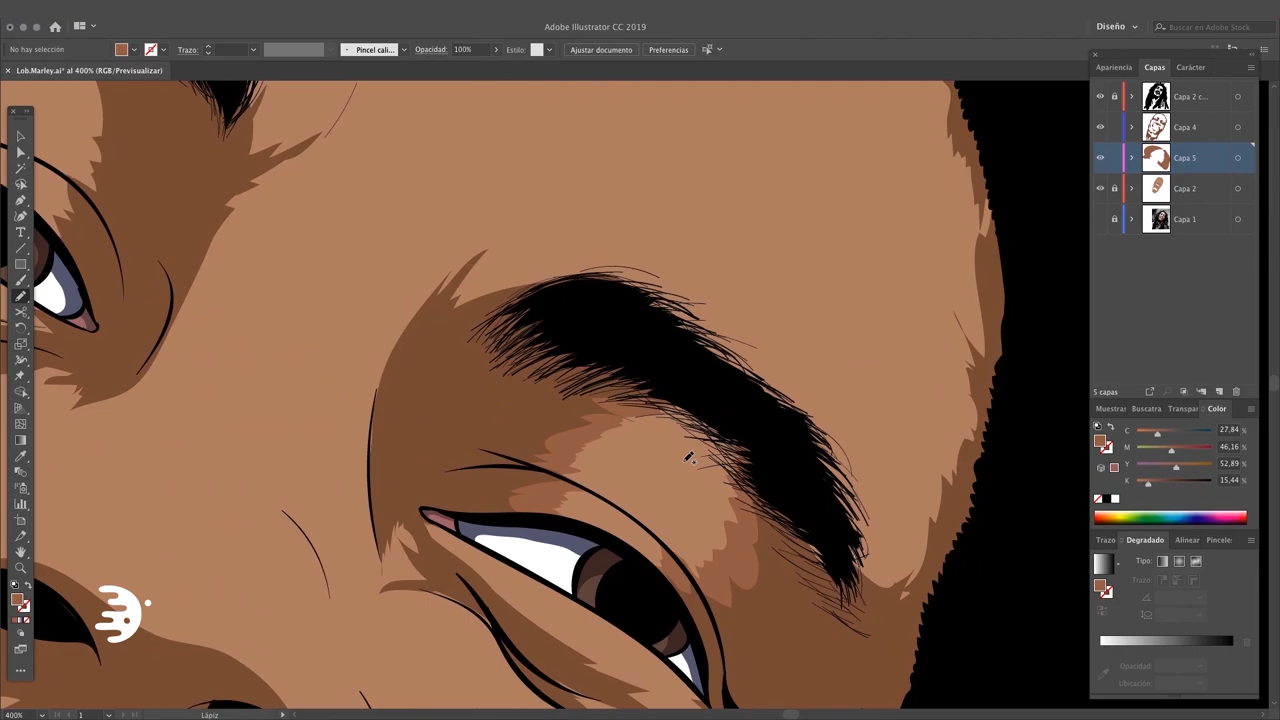 Adobe Illustrator CC 2019
Diseño
Buscar en Adobe Stock
No hay selección
Trazo:
Pincel cali...
Opacidad: 100%
Estilo:
Ajustar documento
Preferencias
Lob.Marley.ai* al 400% (RGB/Previsualizar)
Apariencia Capas Carácter
Capa 2 c...
Capa 4
Capa 5
Capa 2
Capa 1
5 capas
Muestras Buscatra Transpar Color
C 27,84 %
M 46,16 %
Y 52,89 %
K 15,44 %
Trazo Degradado Alinear Pincele:
Tipo:
Trazo:
Opacidad:
Ubicación:
400% 1 Lápiz